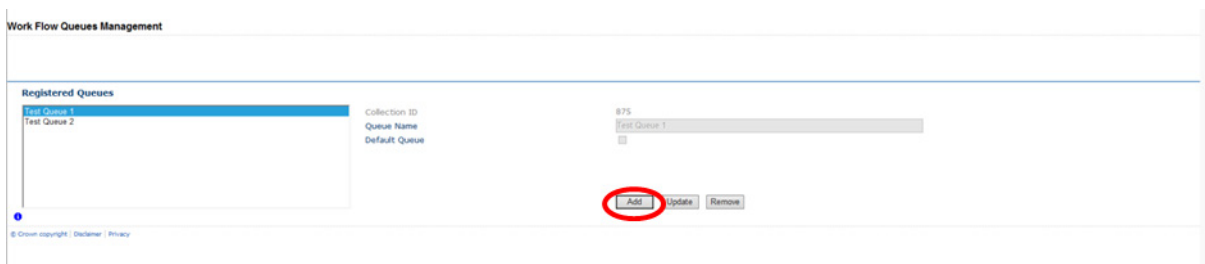 Work Flow Queues Management
Registered Queues
Test Queue 1
Test Queue 2
Collection ID
875
Queue Name
Test Queue 1
Default Queue
Add
Update
Remove
© Crown copyright | Disclaimer | Privacy